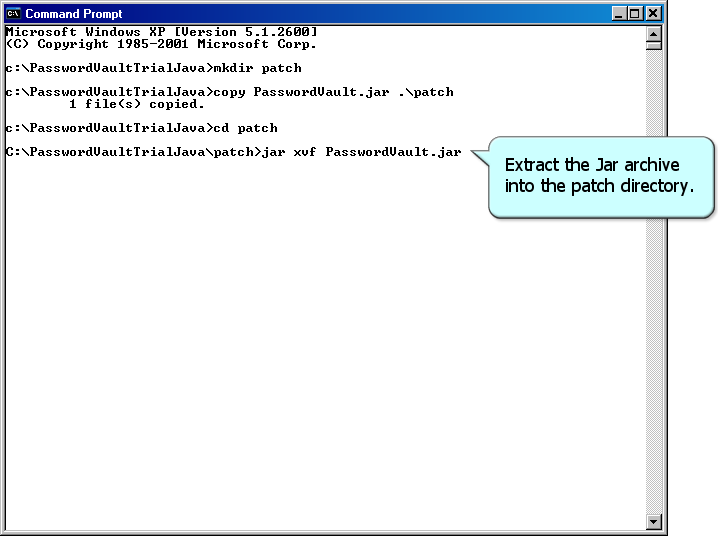 Command Prompt
Microsoft Windows XP [Version 5.1.2600]
(C) Copyright 1985-2001 Microsoft Corp.
c:\PasswordVaultTrialJava>mkdir patch
c:\PasswordVaultTrialJava>copy PasswordVault.jar .\patch
1 file(s) copied.
c:\PasswordVaultTrialJava>cd patch
C:\PasswordVaultTrialJava\patch>jar xvf PasswordVault.jar
Extract the Jar archive
into the patch directory.